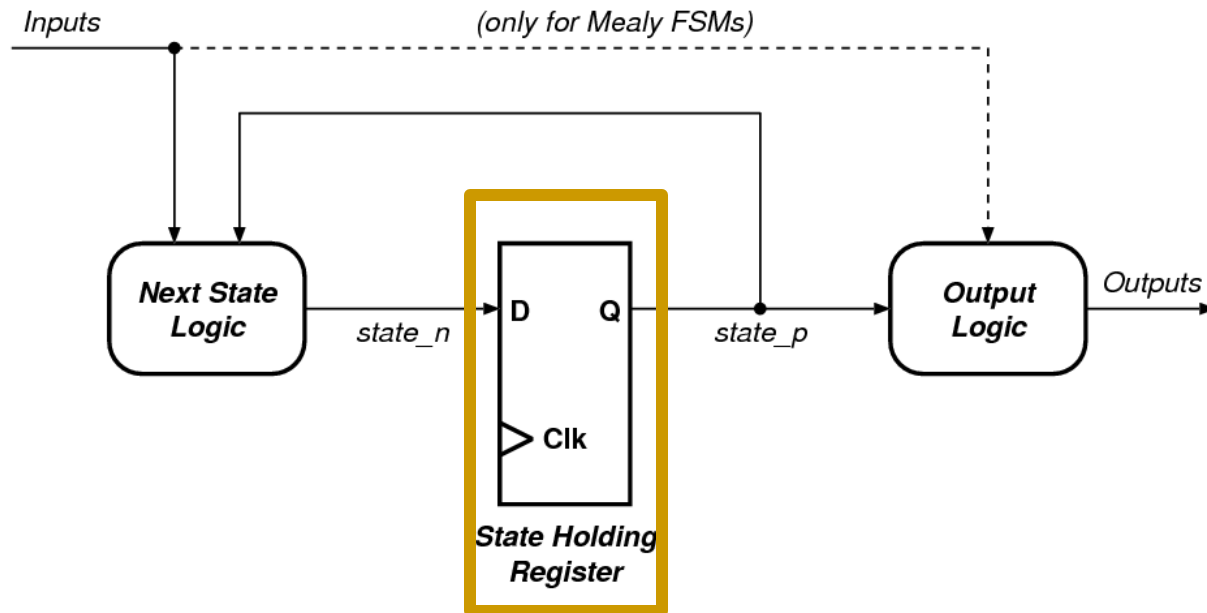 Inputs
(only for Mealy FSMs)
Next State
Logic
state_n
D
Q
Clk
State Holding
Register
state_p
Output
Logic
Outputs